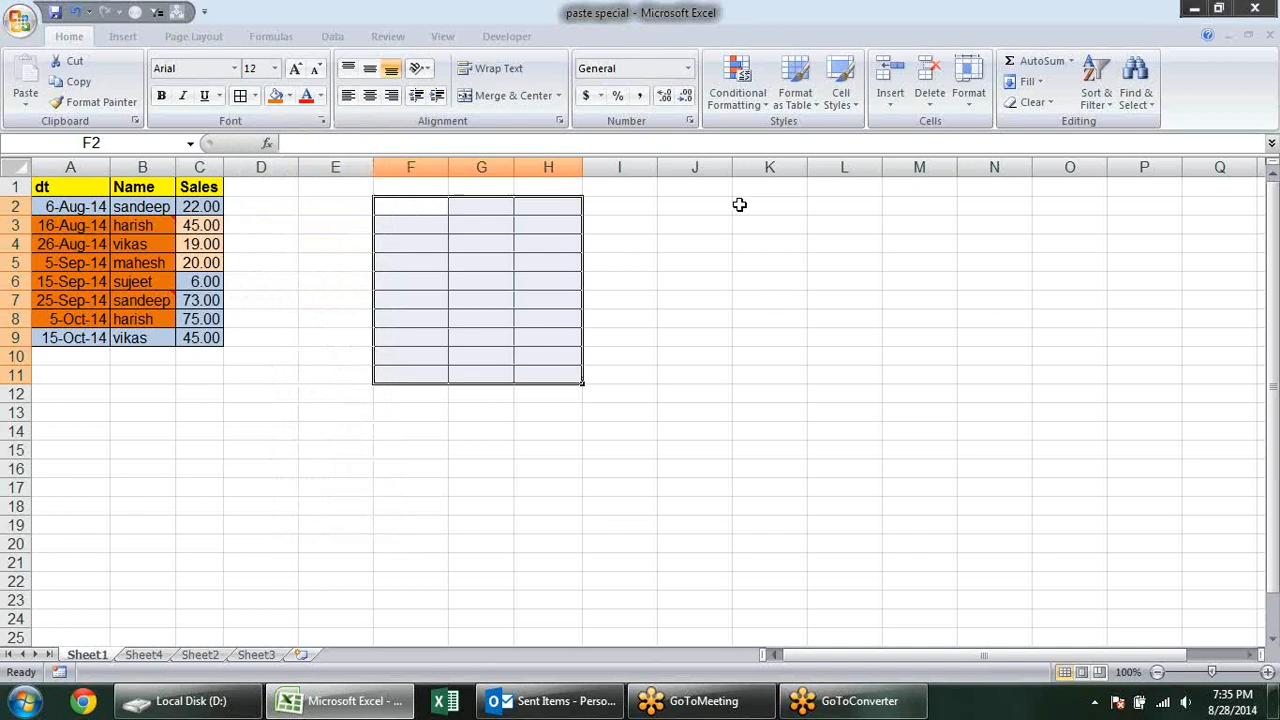 paste special - Microsoft Excel
Home Insert Page Layout Formulas Data Review View Developer
Paste Cut Copy Format Painter Clipboard
Arial 12 Font
Wrap Text Merge & Center Alignment
General $ % , Number
Conditional Formatting Format as Table Cell Styles Styles
Insert Delete Format Cells
Σ AutoSum Fill Clear Sort & Filter Find & Select Editing
F2 fx
A B C D E F G H I J K L M N O P Q
1 dt Name Sales
2 6-Aug-14 sandeep 22.00
3 16-Aug-14 harish 45.00
4 26-Aug-14 vikas 19.00
5 5-Sep-14 mahesh 20.00
6 15-Sep-14 sujeet 6.00
7 25-Sep-14 sandeep 73.00
8 5-Oct-14 harish 75.00
9 15-Oct-14 vikas 45.00
10
11
12
13
14
15
16
17
18
19
20
21
22
23
24
25
Sheet1 Sheet4 Sheet2 Sheet3
Ready 100%
Local Disk (D:) Microsoft Excel - ... Sent Items - Perso... GoToMeeting GoToConverter 7:35 PM
8/28/2014